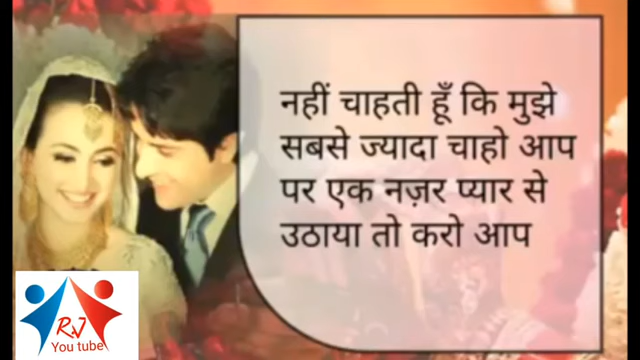 नहीं चाहती हूँ कि मुझे
सबसे ज्यादा चाहो आप
पर एक नज़र प्यार से
उठाया तो करो आप
RJ
You tube